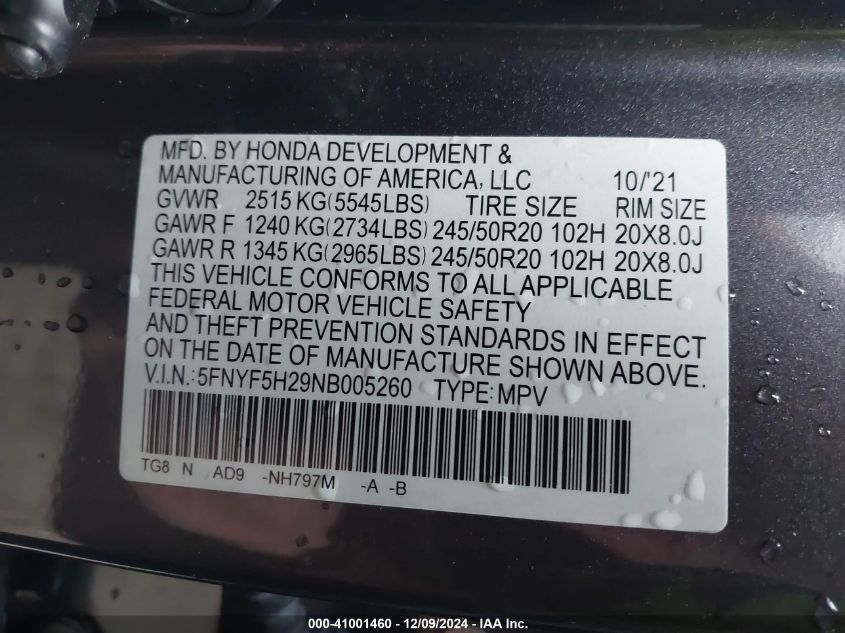 MFD. BY HONDA DEVELOPMENT &
MANUFACTURING OF AMERICA, LLC 10/'21
GVWR 2515 KG(5545LBS) TIRE SIZE RIM SIZE
GAWR F 1240 KG(2734LBS) 245/50R20 102H 20X8.0J
GAWR R 1345 KG(2965LBS) 245/50R20 102H 20X8.0J
THIS VEHICLE CONFORMS TO ALL APPLICABLE
FEDERAL MOTOR VEHICLE SAFETY
AND THEFT PREVENTION STANDARDS IN EFFECT
ON THE DATE OF MANUFACTURE SHOWN ABOVE.
V.I.N.: 5FNYF5H29NB005260 TYPE: MPV
TG8 N AD9 -NH797M -A -B
000-41001460 - 12/09/2024 - IAA Inc.